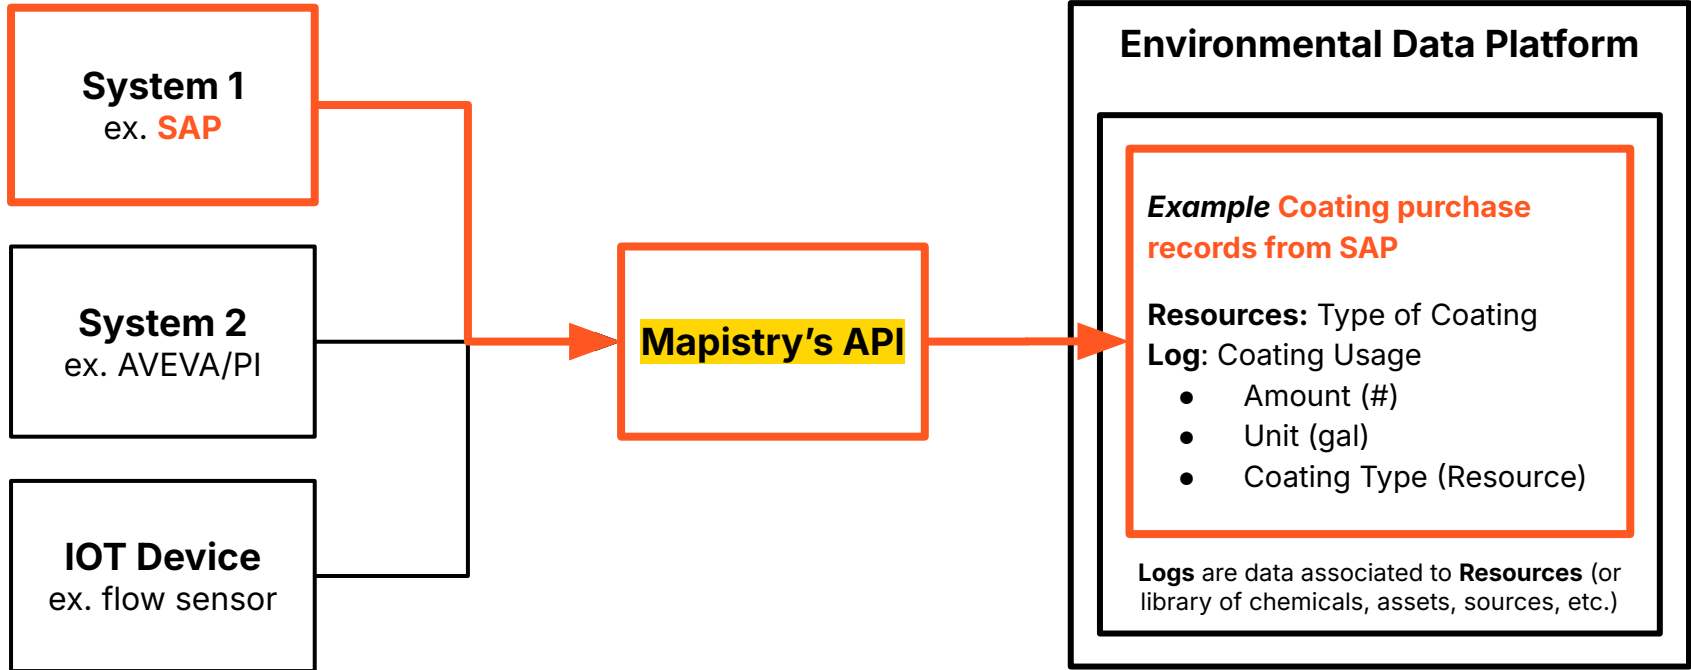 System 1
ex. SAP
System 2
ex. AVEVA/PI
IOT Device
ex. flow sensor
Mapistry’s API
Environmental Data Platform
Example Coating purchase
records from SAP
Resources: Type of Coating
Log: Coating Usage
● Amount (#)
● Unit (gal)
● Coating Type (Resource)
Logs are data associated to Resources (or
library of chemicals, assets, sources, etc.)